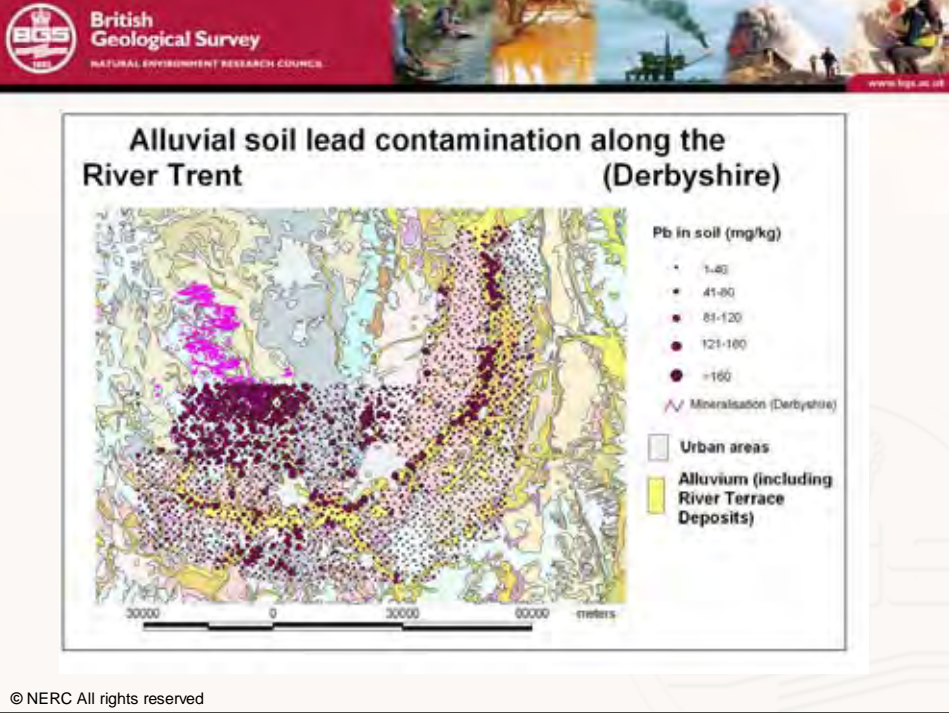 BGS
1835
British
Geological Survey
NATURAL ENVIRONMENT RESEARCH COUNCIL
www.bgs.ac.uk
Alluvial soil lead contamination along the
River Trent (Derbyshire)
Pb in soil (mg/kg)
1-40
41-80
81-120
121-160
>160
Mineralisation (Derbyshire)
Urban areas
Alluvium (including
River Terrace
Deposits)
30000 0 30000 60000 meters
© NERC All rights reserved